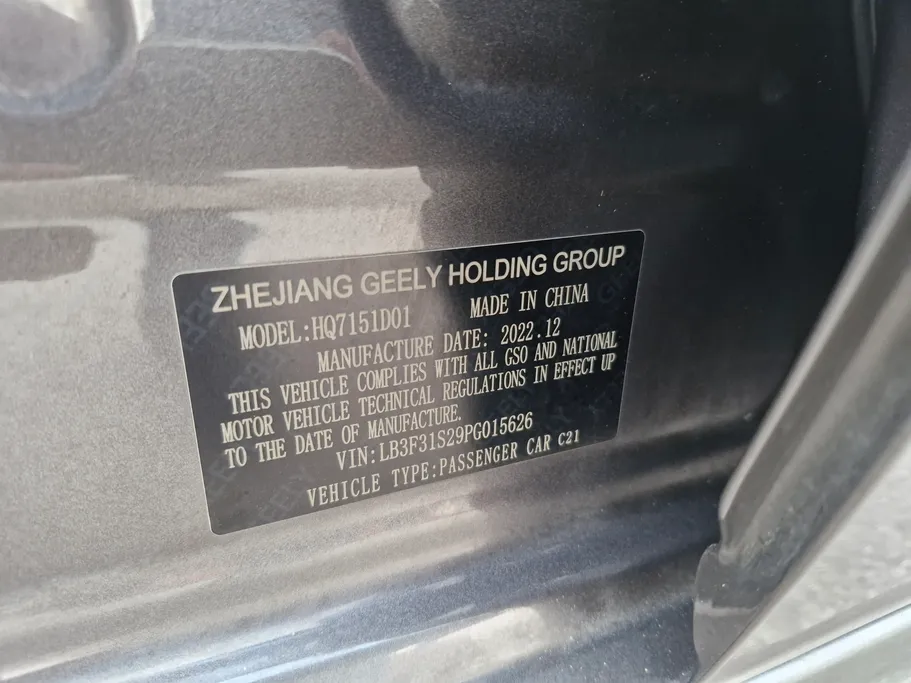 ZHEJIANG GEELY HOLDING GROUP
MODEL:HQ7151D01 MADE IN CHINA
MANUFACTURE DATE: 2022.12
THIS VEHICLE COMPLIES WITH ALL GSO AND NATIONAL
MOTOR VEHICLE TECHNICAL REGULATIONS IN EFFECT UP
TO THE DATE OF MANUFACTURE.
VIN:LB3F31S29PG015626
VEHICLE TYPE:PASSENGER CAR C21